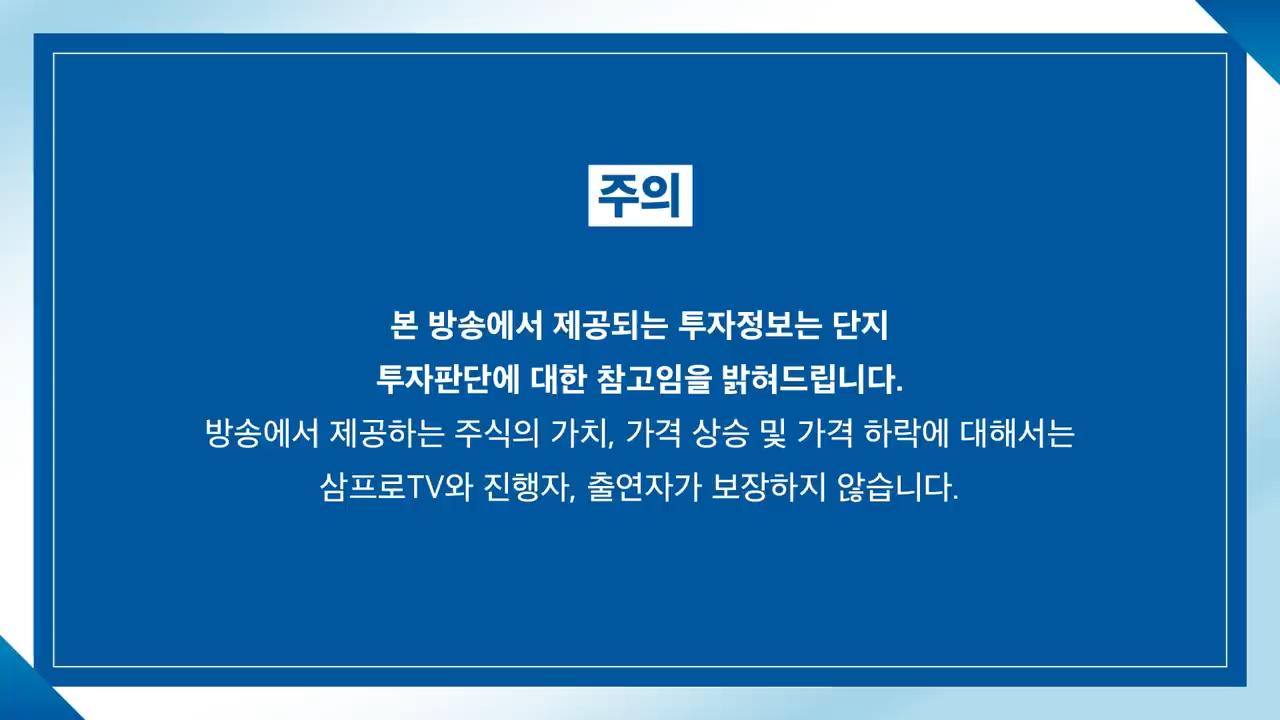 주의
본 방송에서 제공되는 투자정보는 단지
투자판단에 대한 참고임을 밝혀드립니다.
방송에서 제공하는 주식의 가치, 가격 상승 및 가격 하락에 대해서는
삼프로TV와 진행자, 출연자가 보장하지 않습니다.